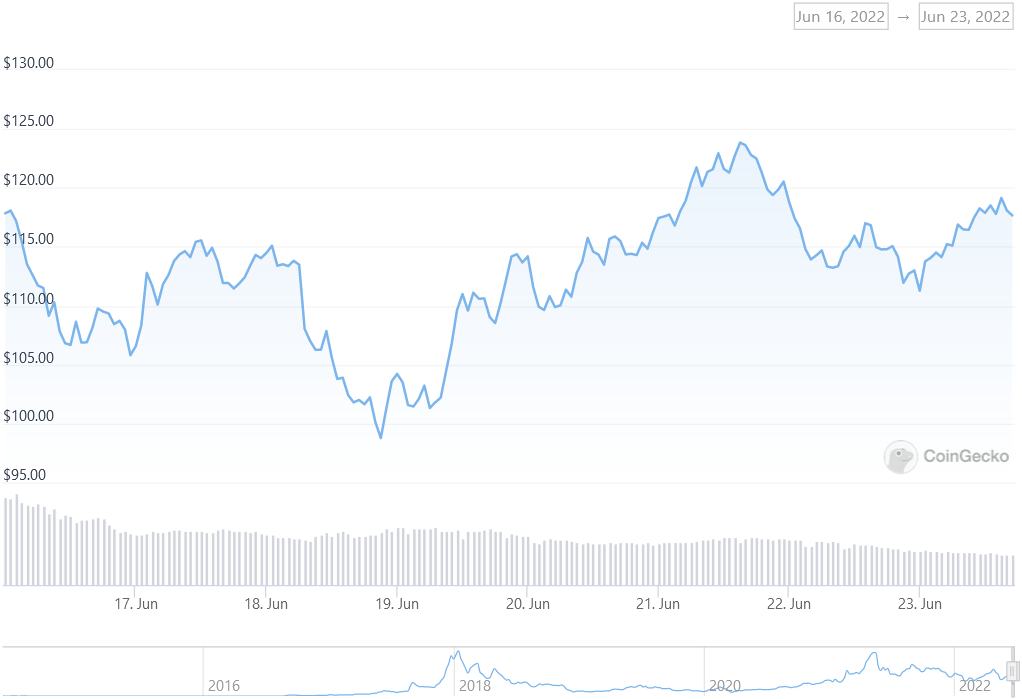 Jun 16, 2022 → Jun 23, 2022
$130.00
$125.00
$120.00
$115.00
$110.00
$105.00
$100.00
$95.00
CoinGecko
17. Jun 18. Jun 19. Jun 20. Jun 21. Jun 22. Jun 23. Jun
2016 2018 2020 2022